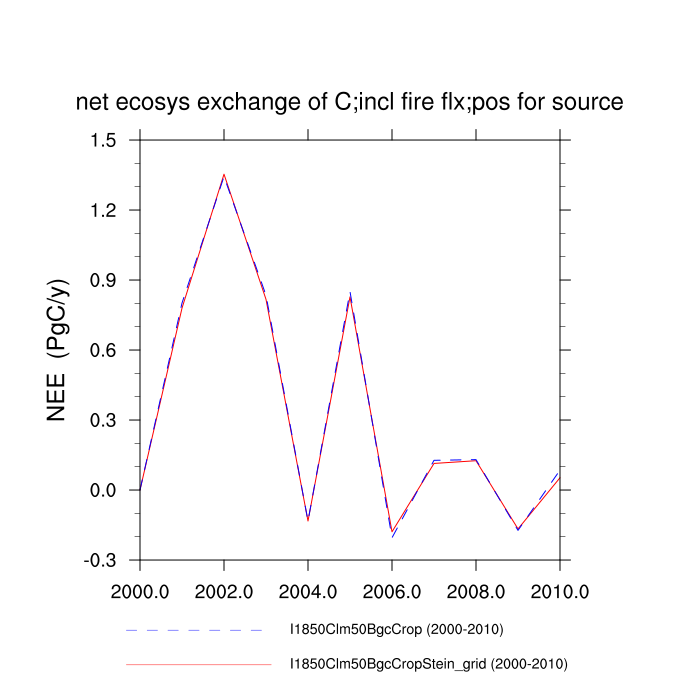 net ecosys exchange of C;incl fire flx;pos for source
NEE (PgC/y)
1.5
1.2
0.9
0.6
0.3
0.0
-0.3
2000.0 2002.0 2004.0 2006.0 2008.0 2010.0
I1850Clm50BgcCrop (2000-2010)
I1850Clm50BgcCropStein_grid (2000-2010)